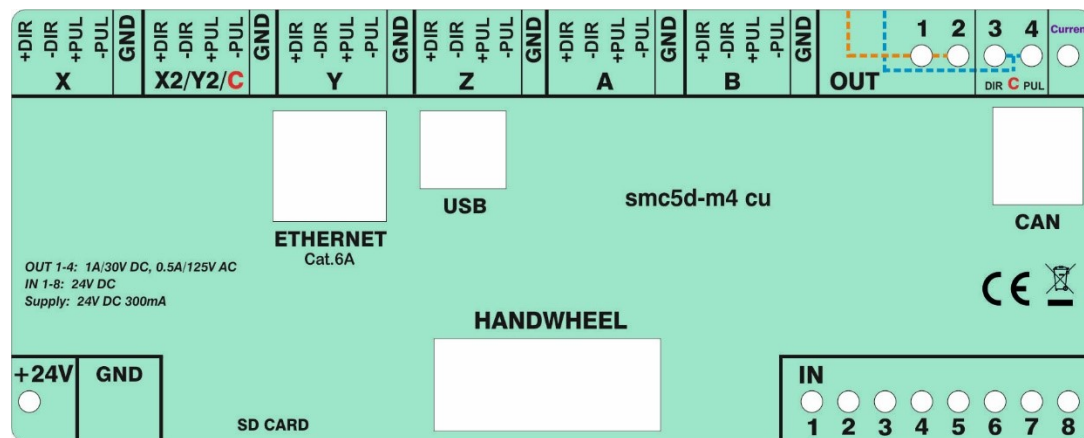 +DIR -DIR +PUL -PUL GND +DIR -DIR +PUL -PUL GND +DIR -DIR +PUL -PUL GND +DIR -DIR +PUL -PUL GND +DIR -DIR +PUL -PUL GND +DIR -DIR +PUL -PUL GND 1 2 3 4 Curren
X X2/Y2/C Y Z A B OUT DIR C PUL
USB
smc5d-m4 cu
CAN
ETHERNET
Cat.6A
OUT 1-4: 1A/30V DC, 0.5A/125V AC
IN 1-8: 24V DC
Supply: 24V DC 300mA
CE
HANDWHEEL
+24V GND
IN
SD CARD
1 2 3 4 5 6 7 8